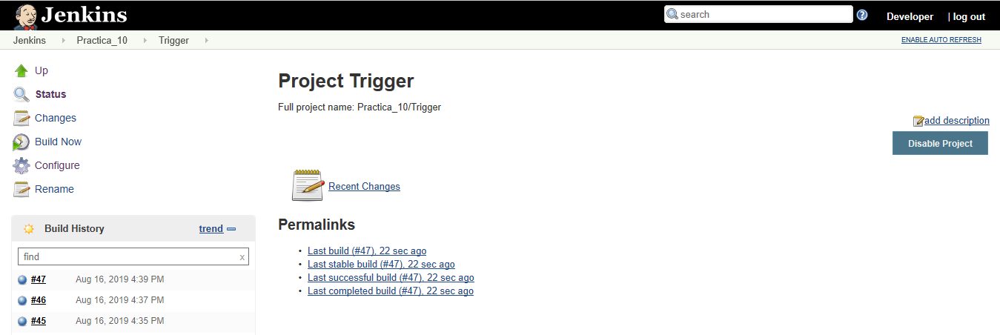 Jenkins
search
Developer | log out
Jenkins Practica_10 Trigger
ENABLE AUTO REFRESH
Up
Status
Changes
Build Now
Configure
Rename
Project Trigger
Full project name: Practica_10/Trigger
add description
Disable Project
Recent Changes
Permalinks
Last build (#47), 22 sec ago
Last stable build (#47), 22 sec ago
Last successful build (#47), 22 sec ago
Last completed build (#47), 22 sec ago
Build History trend
find x
#47 Aug 16, 2019 4:39 PM
#46 Aug 16, 2019 4:37 PM
#45 Aug 16, 2019 4:35 PM